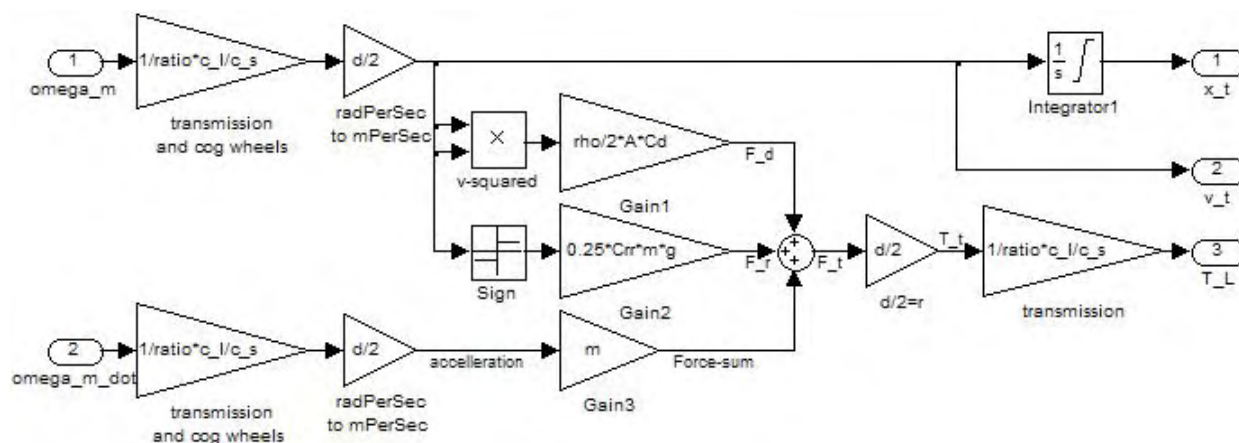 1
omega_m
1/ratio*c_l/c_s
transmission
and cog wheels
d/2
radPerSec
to mPerSec
×
v-squared
rho/2*A*Cd
Gain1
F_d
1
s
Integrator1
1
x_t
2
v_t
Sign
0.25*Crr*m*g
Gain2
F_r
+
+
+
F_t
d/2
d/2=r
T_t
1/ratio*c_l/c_s
transmission
3
T_L
2
omega_m_dot
1/ratio*c_l/c_s
transmission
and cog wheels
d/2
radPerSec
to mPerSec
accelleration
m
Gain3
Force-sum